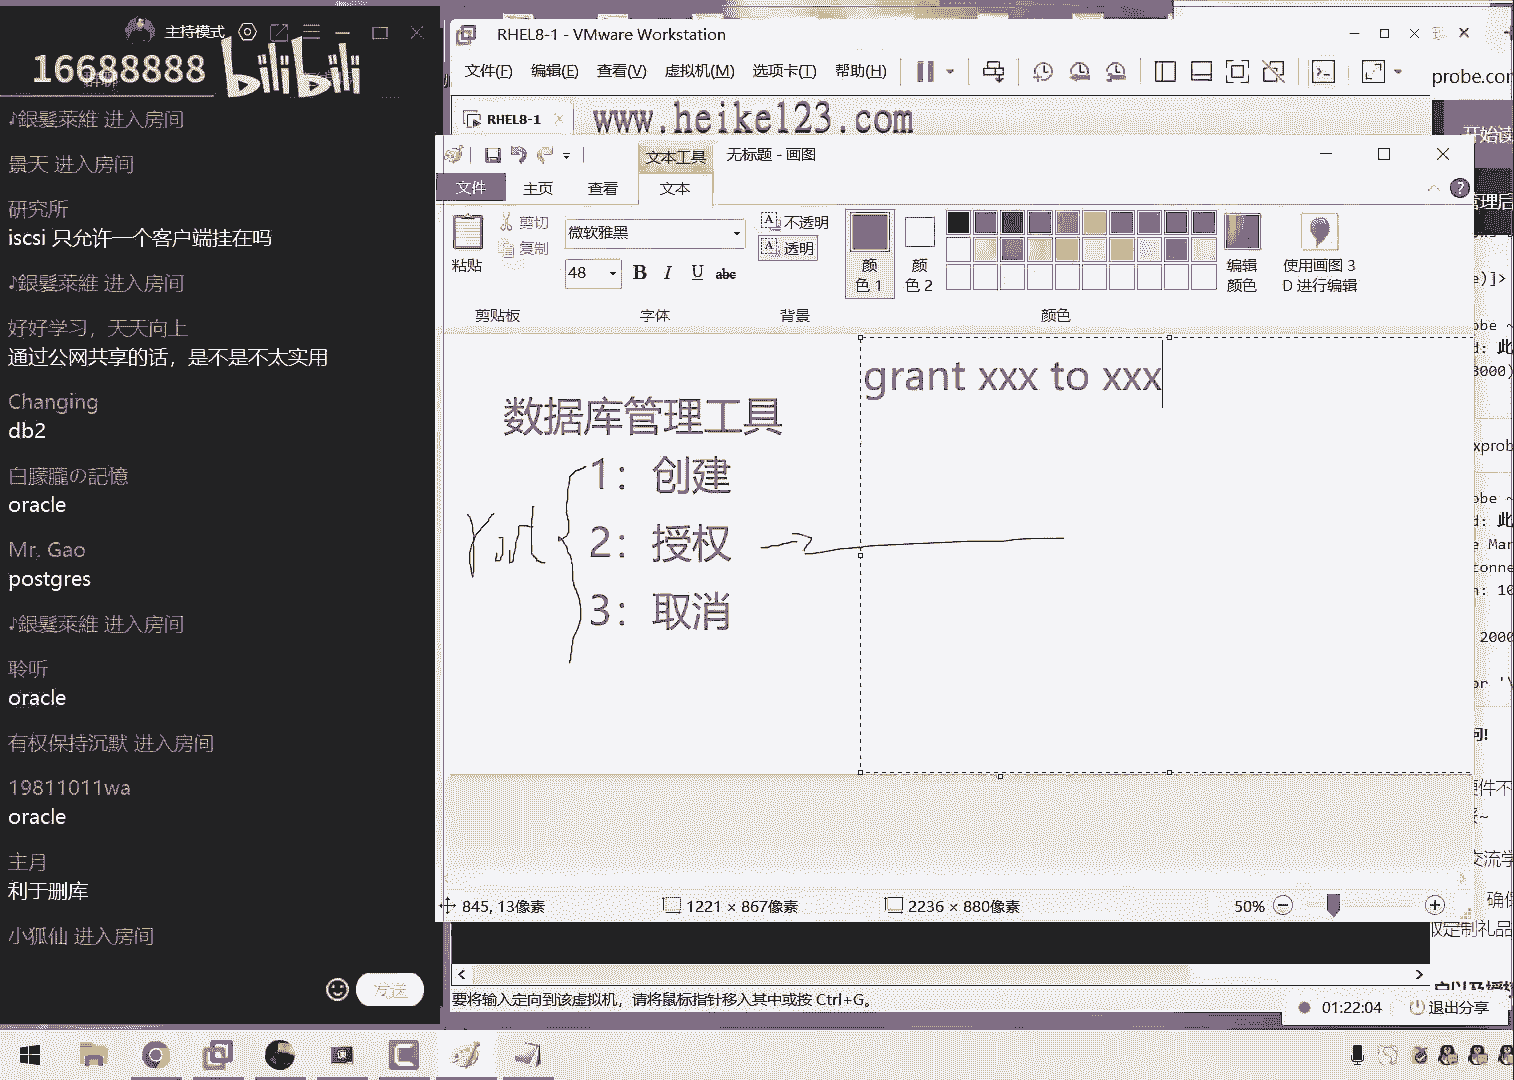 主持模式
16688888
bilibili
♪銀髮萊維 进入房间
景天 进入房间
研究所
iscsi 只允许一个客户端挂在吗
♪銀髮萊維 进入房间
好好学习，天天向上
通过公网共享的话，是不是不太实用
Changing
db2
白朦朧の記憶
oracle
Mr. Gao
postgres
♪銀髮萊維 进入房间
聆听
oracle
有权保持沉默 进入房间
19811011wa
oracle
主月
利于删库
小狐仙 进入房间
发送
RHEL8-1 - VMware Workstation
文件(F) 编辑(E) 查看(V) 虚拟机(M) 选项卡(T) 帮助(H)
RHEL8-1
www.heike123.com
文本工具 无标题 - 画图
文件 主页 查看 文本
粘贴
剪切
复制
剪贴板
微软雅黑
48 B I U abc
字体
不透明
透明
背景
颜色 1
颜色 2
编辑颜色
颜色
使用画图 3D 进行编辑
grant xxx to xxx
数据库管理工具
1：创建
2：授权
3：取消
root
845, 13像素 1221 × 867像素 2236 × 880像素 50%
要将输入定向到该虚拟机，请将鼠标指针移入其中或按 Ctrl+G。
01:22:04 退出分享
probe.com
开始读
管理后